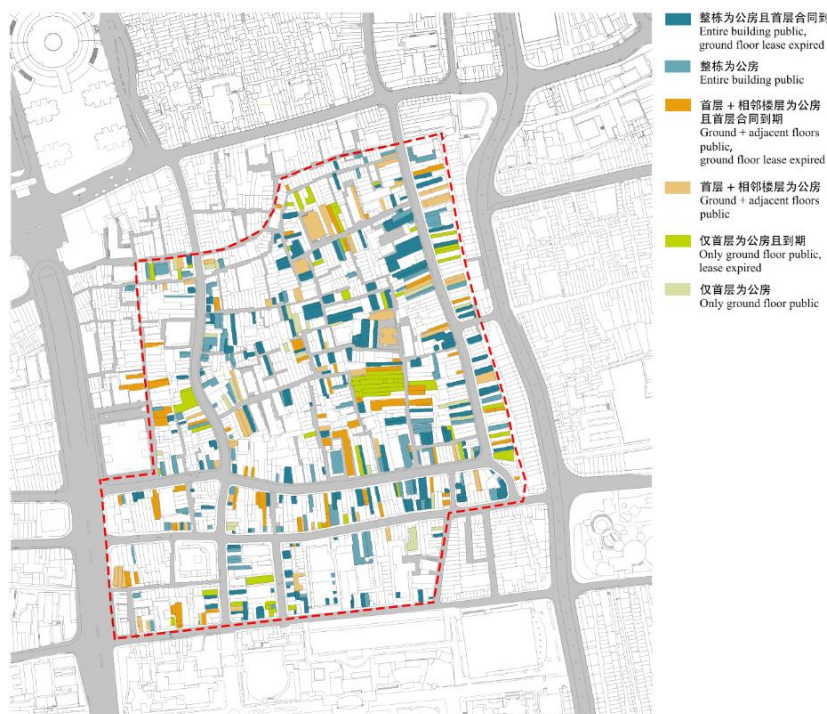 整栋为公房且首层合同到
Entire building public,
ground floor lease expired
整栋为公房
Entire building public
首层 + 相邻楼层为公房
且首层合同到期
Ground + adjacent floors
public,
ground floor lease expired
首层 + 相邻楼层为公房
Ground + adjacent floors
public
仅首层为公房且到期
Only ground floor public,
lease expired
仅首层为公房
Only ground floor public